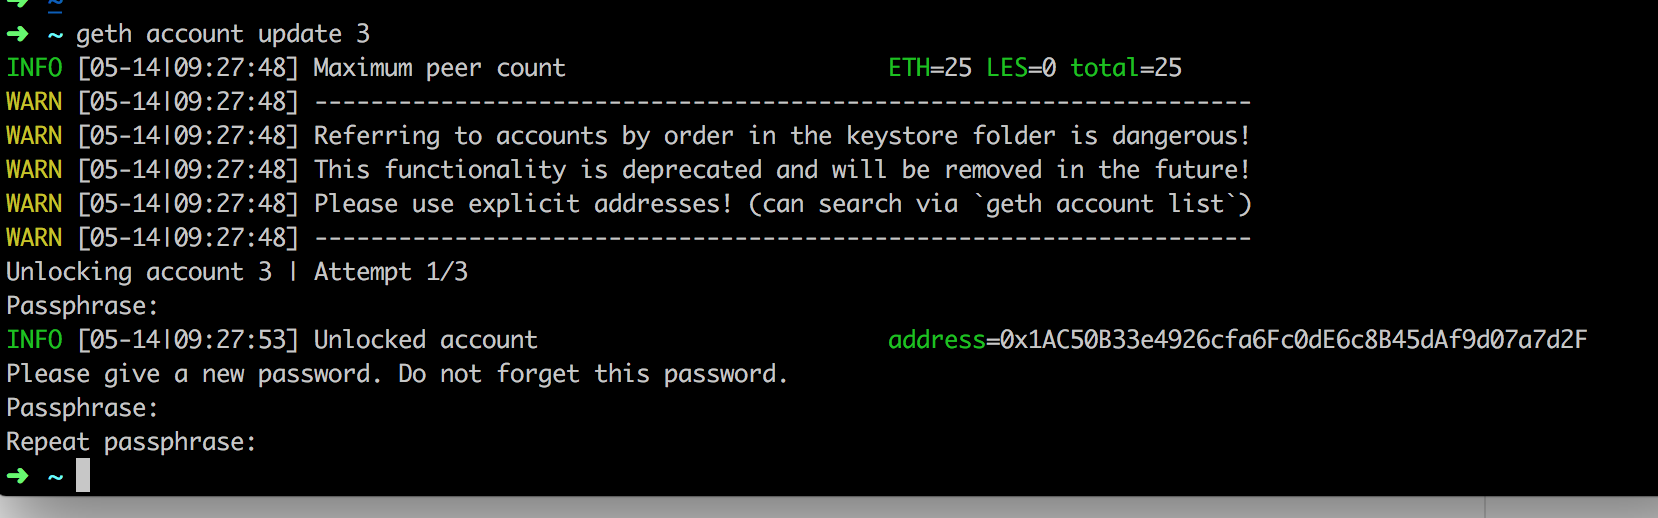 ➜ ~
➜ ~ geth account update 3
INFO [05-14|09:27:48] Maximum peer count ETH=25 LES=0 total=25
WARN [05-14|09:27:48] -------------------------------------------------------------------
WARN [05-14|09:27:48] Referring to accounts by order in the keystore folder is dangerous!
WARN [05-14|09:27:48] This functionality is deprecated and will be removed in the future!
WARN [05-14|09:27:48] Please use explicit addresses! (can search via `geth account list`)
WARN [05-14|09:27:48] -------------------------------------------------------------------
Unlocking account 3 | Attempt 1/3
Passphrase:
INFO [05-14|09:27:53] Unlocked account address=0x1AC50B33e4926cfa6Fc0dE6c8B45dAf9d07a7d2F
Please give a new password. Do not forget this password.
Passphrase:
Repeat passphrase:
➜ ~